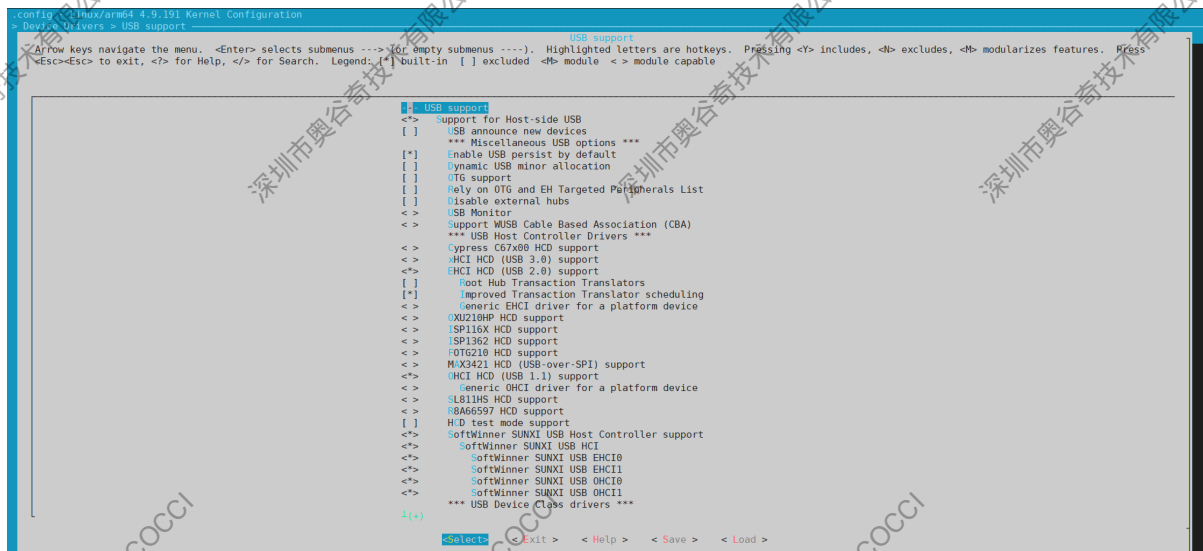 .config - Linux/arm64 4.9.191 Kernel Configuration
> Device Drivers > USB support
USB support
Arrow keys navigate the menu.  <Enter> selects submenus ---> (or empty submenus ----).  Highlighted letters are hotkeys.  Pressing <Y> includes, <N> excludes, <M> modularizes features.  Press
<Esc><Esc> to exit, <?> for Help, </> for Search.  Legend: [*] built-in  [ ] excluded  <M> module  < > module capable
--- USB support
<*>   Support for Host-side USB
[ ]     USB announce new devices
*** Miscellaneous USB options ***
[*]     Enable USB persist by default
[ ]     Dynamic USB minor allocation
[ ]     OTG support
[ ]     Rely on OTG and EH Targeted Peripherals List
[ ]     Disable external hubs
< >     USB Monitor
< >     Support WUSB Cable Based Association (CBA)
*** USB Host Controller Drivers ***
< >     Cypress C67x00 HCD support
< >     xHCI HCD (USB 3.0) support
<*>     EHCI HCD (USB 2.0) support
[ ]       Root Hub Transaction Translators
[*]       Improved Transaction Translator scheduling
< >       Generic EHCI driver for a platform device
< >     OXU210HP HCD support
< >     ISP116X HCD support
< >     ISP1362 HCD support
< >     FOTG210 HCD support
< >     MAX3421 HCD (USB-over-SPI) support
<*>     OHCI HCD (USB 1.1) support
< >       Generic OHCI driver for a platform device
< >     SL811HS HCD support
< >     R8A66597 HCD support
[ ]     HCD test mode support
<*>     SoftWinner SUNXI USB Host Controller support
<*>       SoftWinner SUNXI USB HCI
<*>         SoftWinner SUNXI USB EHCI0
<*>         SoftWinner SUNXI USB EHCI1
<*>         SoftWinner SUNXI USB OHCI0
<*>         SoftWinner SUNXI USB OHCI1
*** USB Device Class drivers ***
┴(+)
<Select>    < Exit >    < Help >    < Save >    < Load >
深圳市奥谷奇技术有限公
深圳市奥谷奇技术有限公
深圳市奥谷奇技术有限公
COCCI
COCCI
COCCI